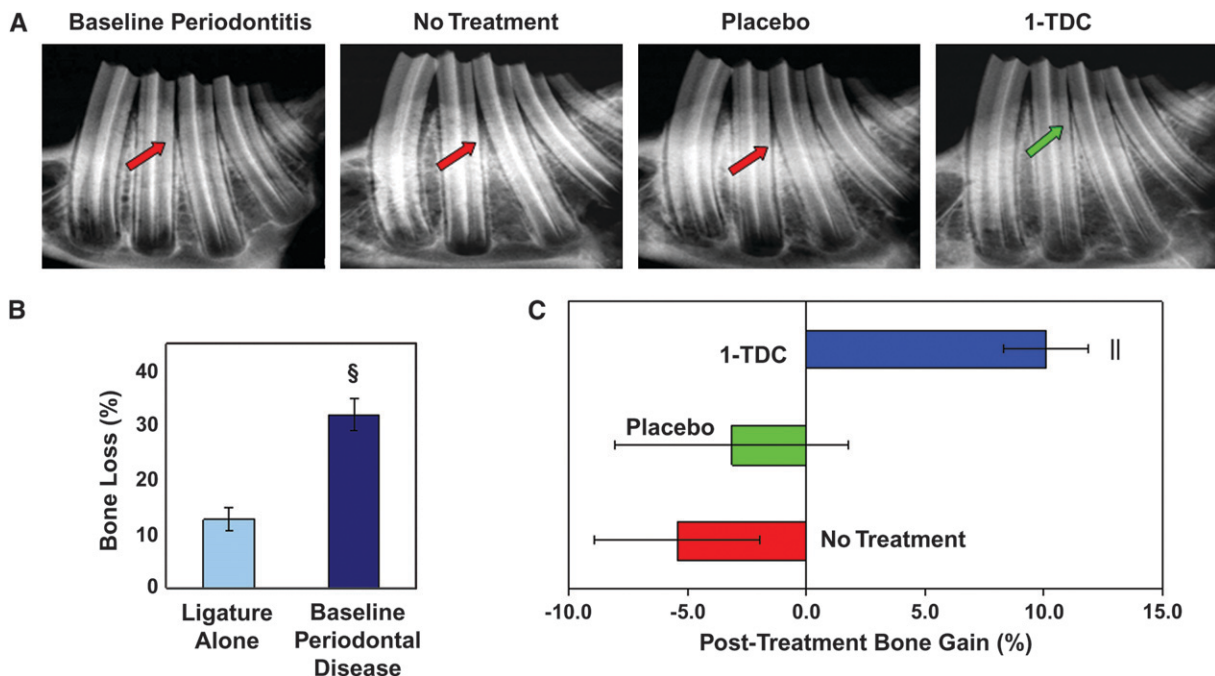 A
Baseline Periodontitis
No Treatment
Placebo
1-TDC
B
Bone Loss (%)
40
30
20
10
0
§
Ligature
Alone
Baseline
Periodontal
Disease
C
1-TDC
||
Placebo
No Treatment
-10.0 -5.0 0.0 5.0 10.0 15.0
Post-Treatment Bone Gain (%)